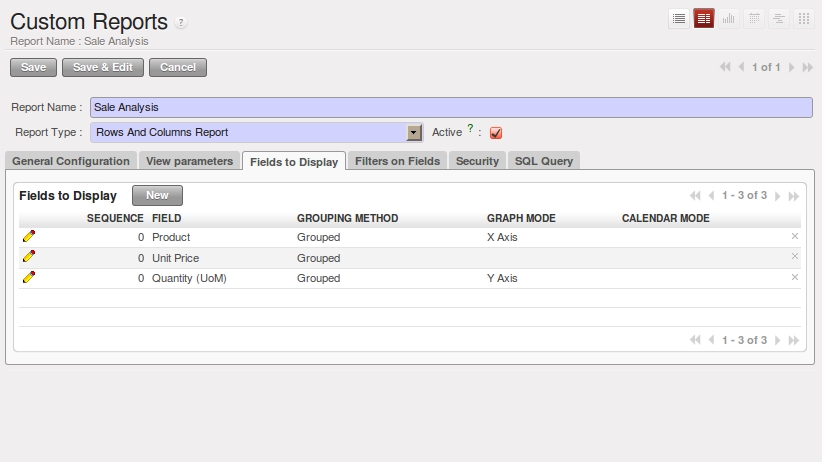 Custom Reports ?
Report Name : Sale Analysis
Save Save & Edit Cancel 1 of 1
Report Name : Sale Analysis
Report Type : Rows And Columns Report Active ? :
General Configuration View parameters Fields to Display Filters on Fields Security SQL Query
Fields to Display New 1 - 3 of 3
SEQUENCE FIELD GROUPING METHOD GRAPH MODE CALENDAR MODE
0 Product Grouped X Axis
0 Unit Price Grouped
0 Quantity (UoM) Grouped Y Axis
1 - 3 of 3